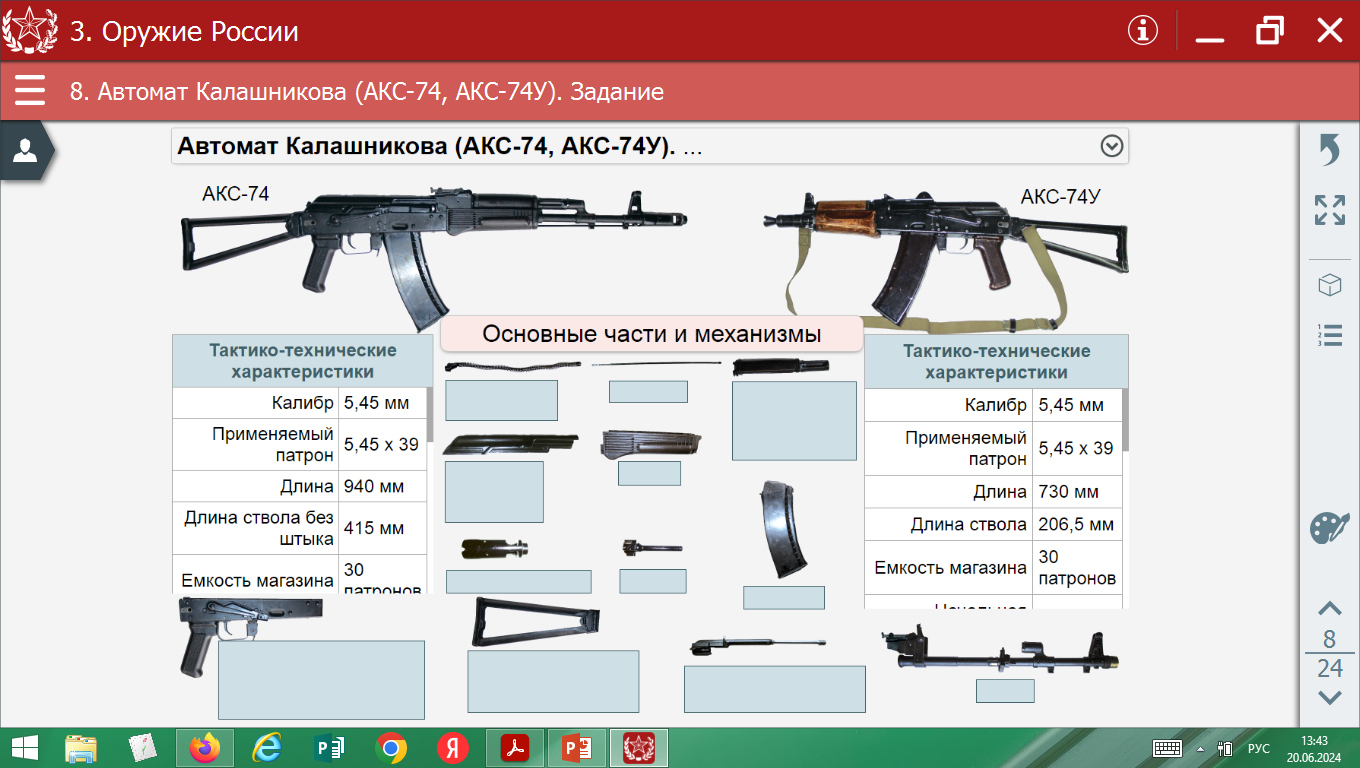 3. Оружие России
8. Автомат Калашникова (АКС-74, АКС-74У). Задание
Автомат Калашникова (АКС-74, АКС-74У). ...
АКС-74
АКС-74У
Основные части и механизмы
Тактико-технические
характеристики
Калибр 5,45 мм
Применяемый
патрон 5,45 х 39
Длина 940 мм
Длина ствола без
штыка 415 мм
Емкость магазина 30
патронов
Тактико-технические
характеристики
Калибр 5,45 мм
Применяемый
патрон 5,45 х 39
Длина 730 мм
Длина ствола 206,5 мм
Емкость магазина 30
патронов
1
2
3
8
24
РУС
13:43
20.06.2024